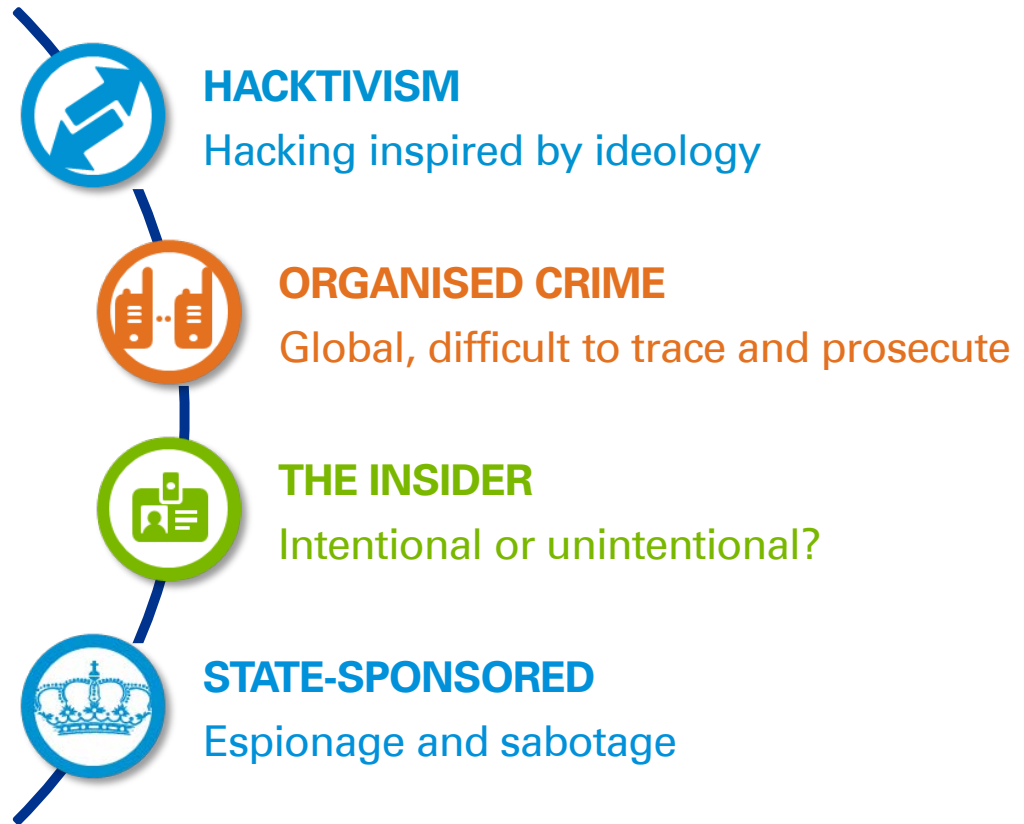 HACKTIVISM
Hacking inspired by ideology
ORGANISED CRIME
Global, difficult to trace and prosecute
THE INSIDER
Intentional or unintentional?
STATE-SPONSORED
Espionage and sabotage